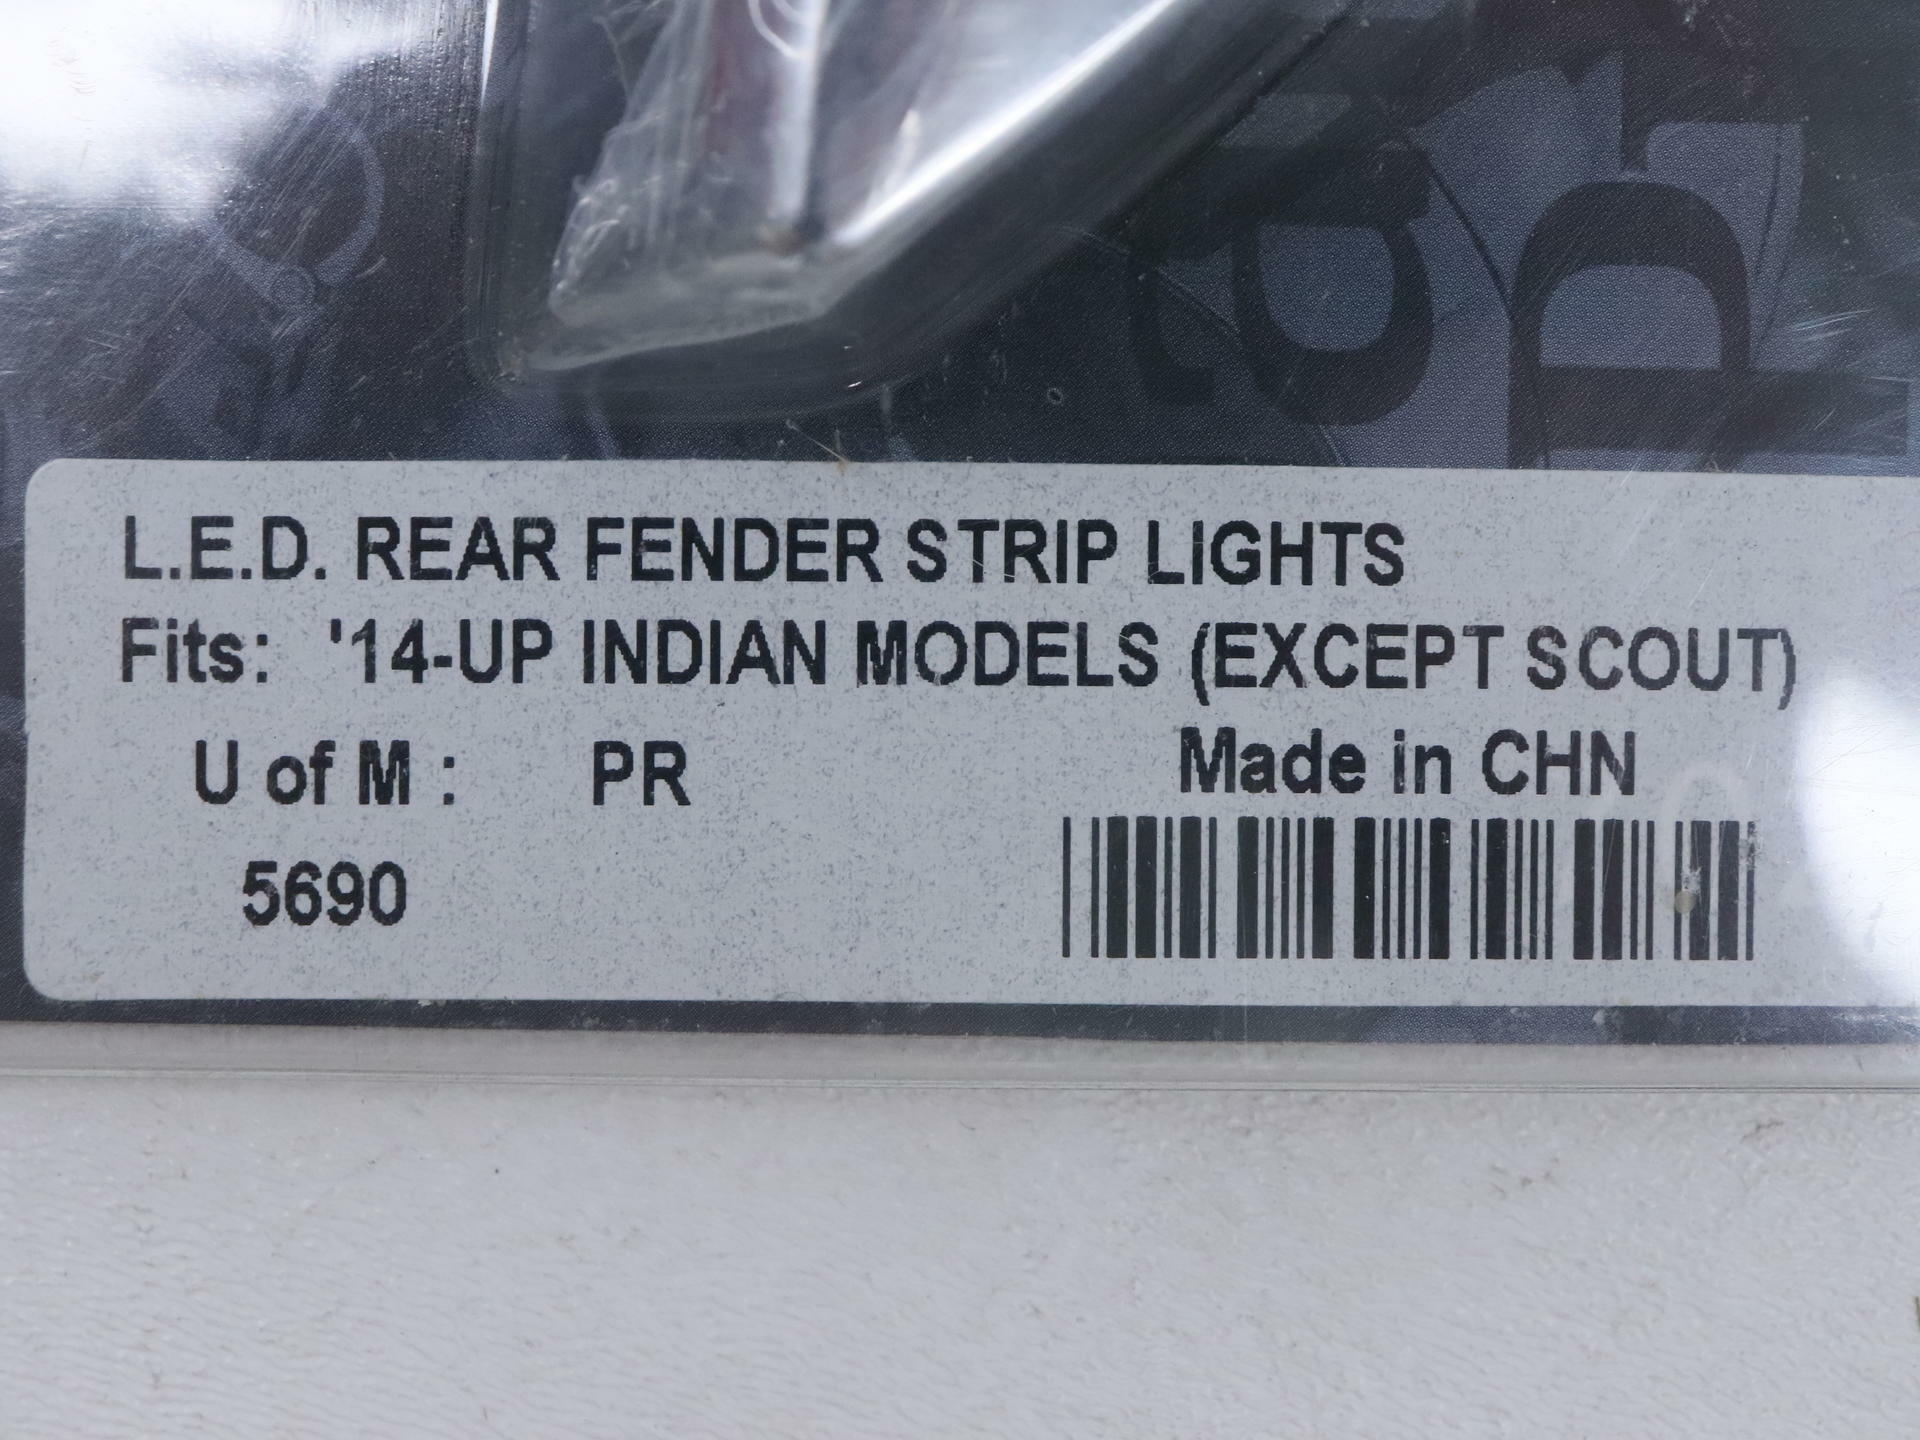 L.E.D. REAR FENDER STRIP LIGHTS
Fits: '14-UP INDIAN MODELS (EXCEPT SCOUT)
U of M : PR
Made in CHN
5690